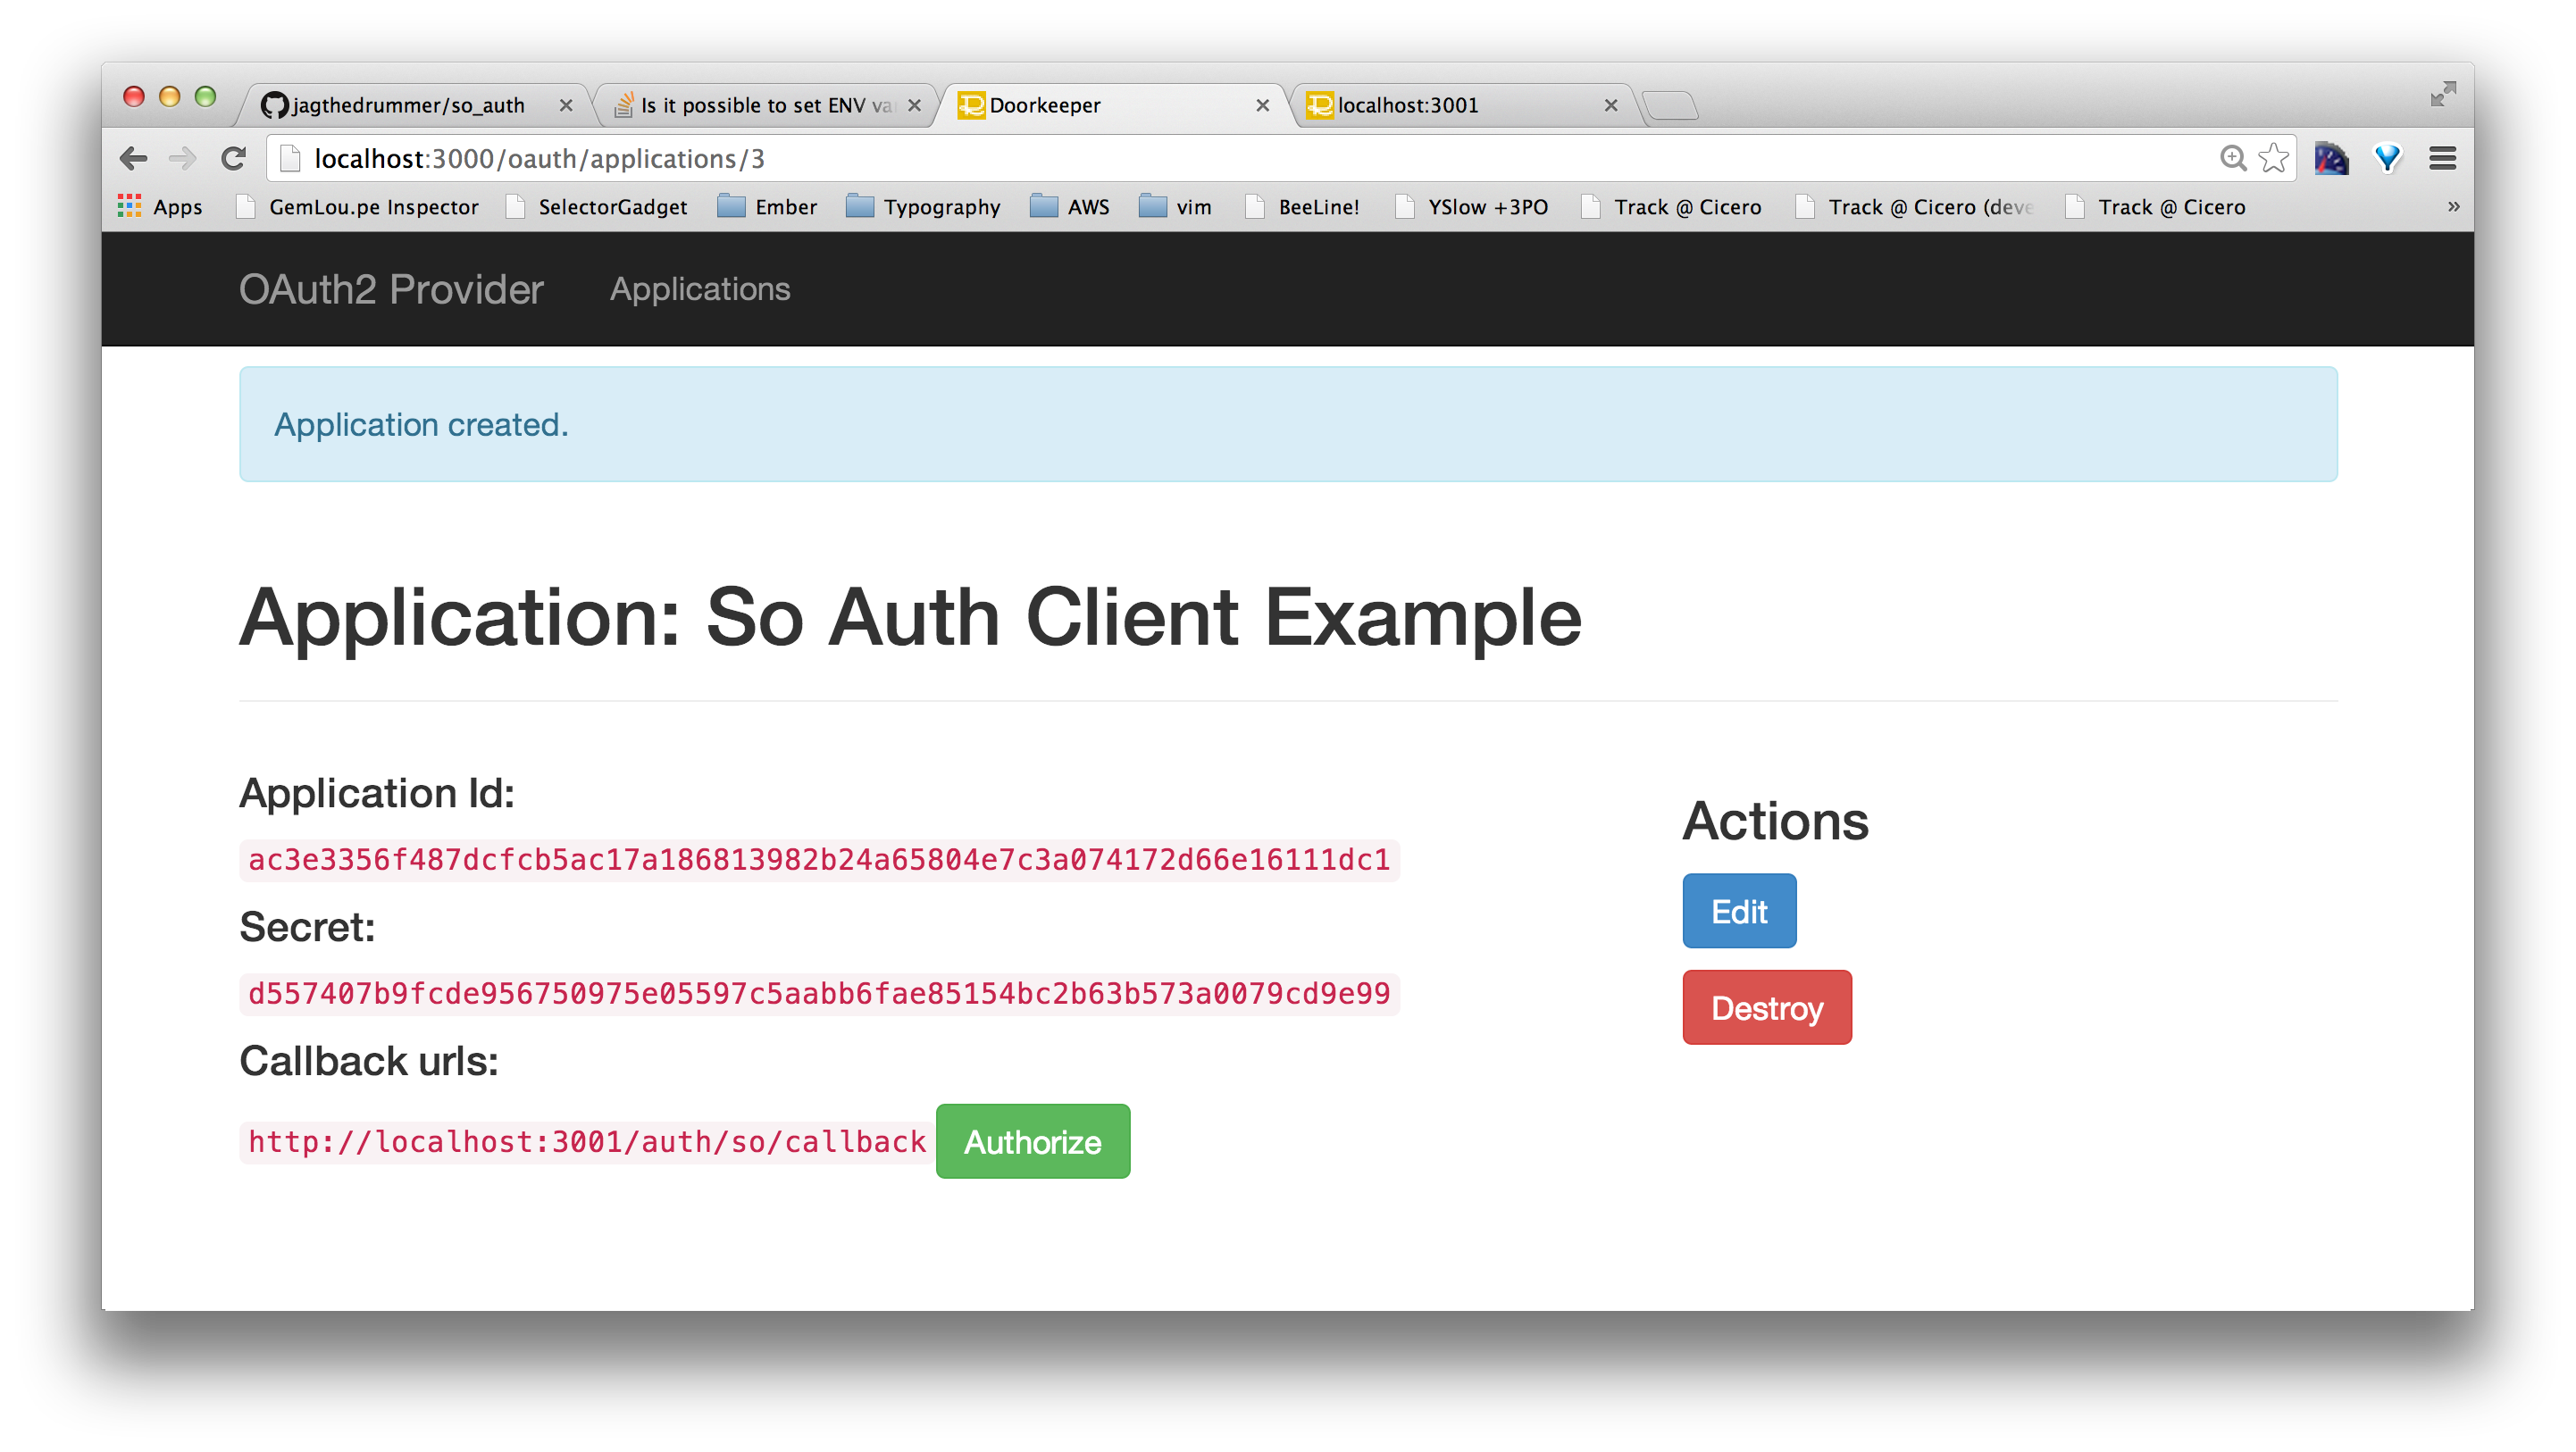 jagthedrummer/so_auth
Is it possible to set ENV va
Doorkeeper
localhost:3001
localhost:3000/oauth/applications/3
Apps GemLou.pe Inspector SelectorGadget Ember Typography AWS vim BeeLine! YSlow +3PO Track @ Cicero Track @ Cicero (deve Track @ Cicero »
OAuth2 Provider Applications
Application created.
Application: So Auth Client Example
Application Id:
ac3e3356f487dcfcb5ac17a186813982b24a65804e7c3a074172d66e16111dc1
Secret:
d557407b9fcde956750975e05597c5aabb6fae85154bc2b63b573a0079cd9e99
Callback urls:
http://localhost:3001/auth/so/callback Authorize
Actions
Edit
Destroy